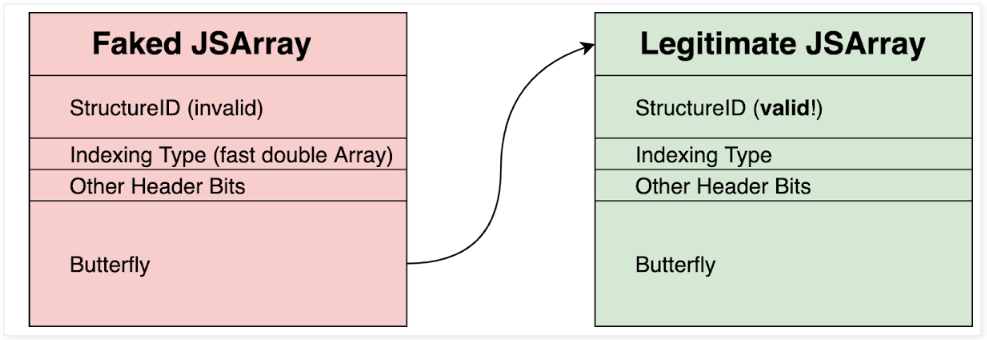 Faked JSArray
StructureID (invalid)
Indexing Type (fast double Array)
Other Header Bits
Butterfly
Legitimate JSArray
StructureID (valid!)
Indexing Type
Other Header Bits
Butterfly